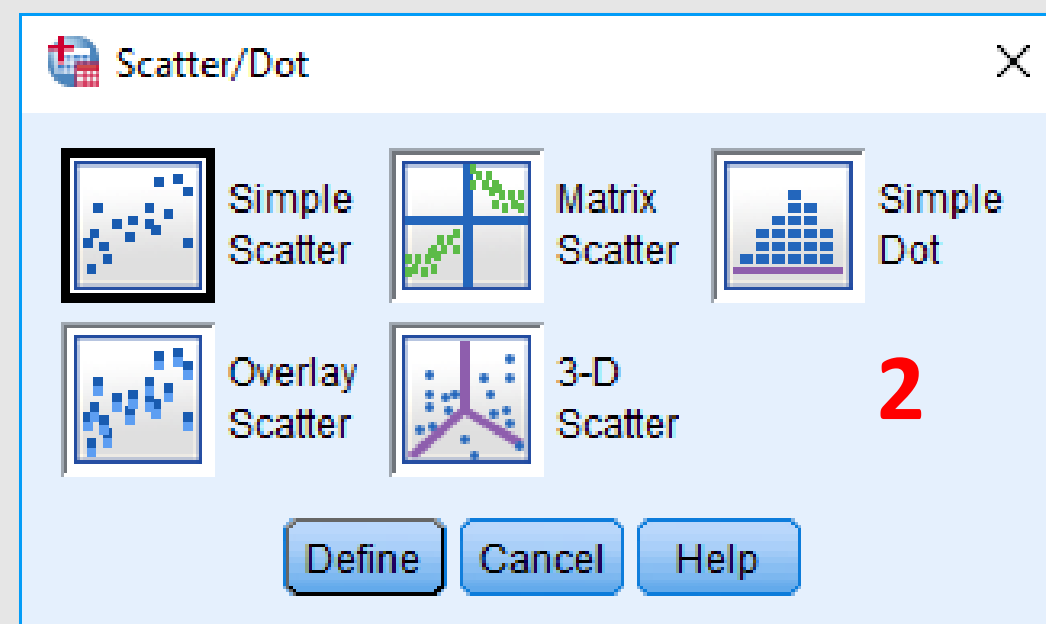 Scatter/Dot
Simple
Scatter
Matrix
Scatter
Simple
Dot
Overlay
Scatter
3-D
Scatter
2
Define
Cancel
Help